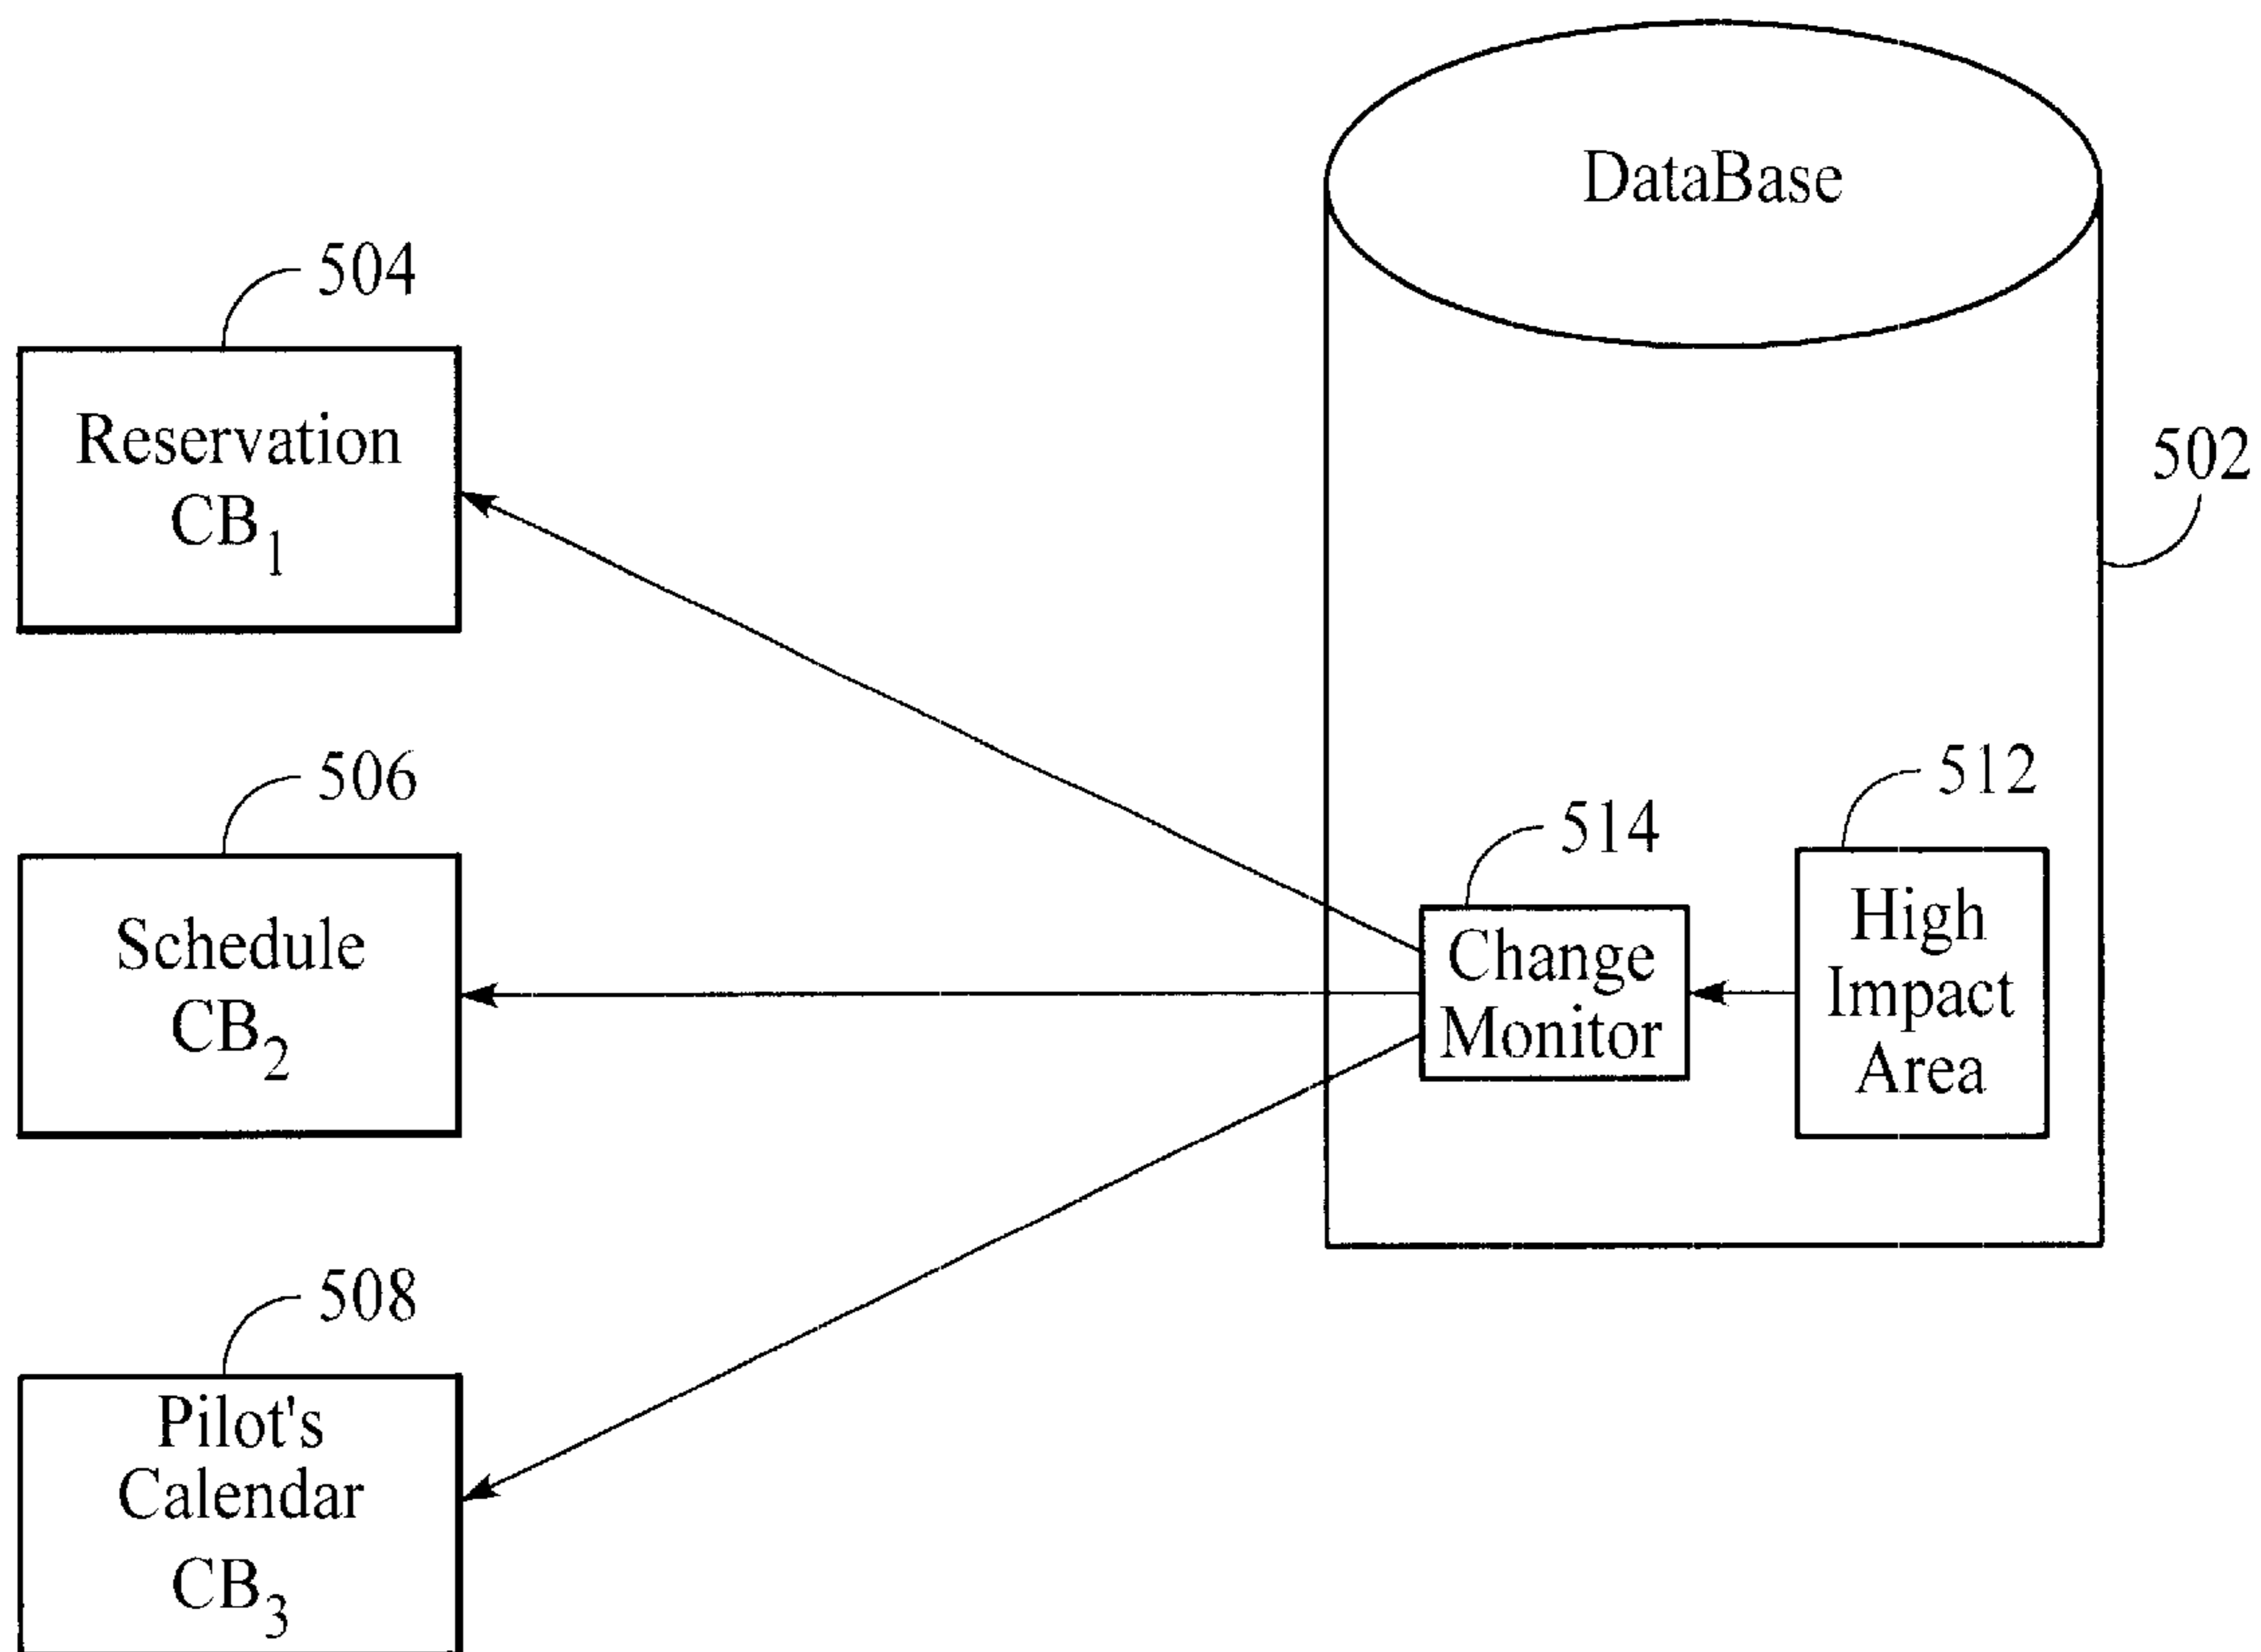 DataBase
504
Reservation
CB1
502
506
Schedule
CB2
512
514
High
Impact
Area
Change
Monitor
508
Pilot's
Calendar
CB3